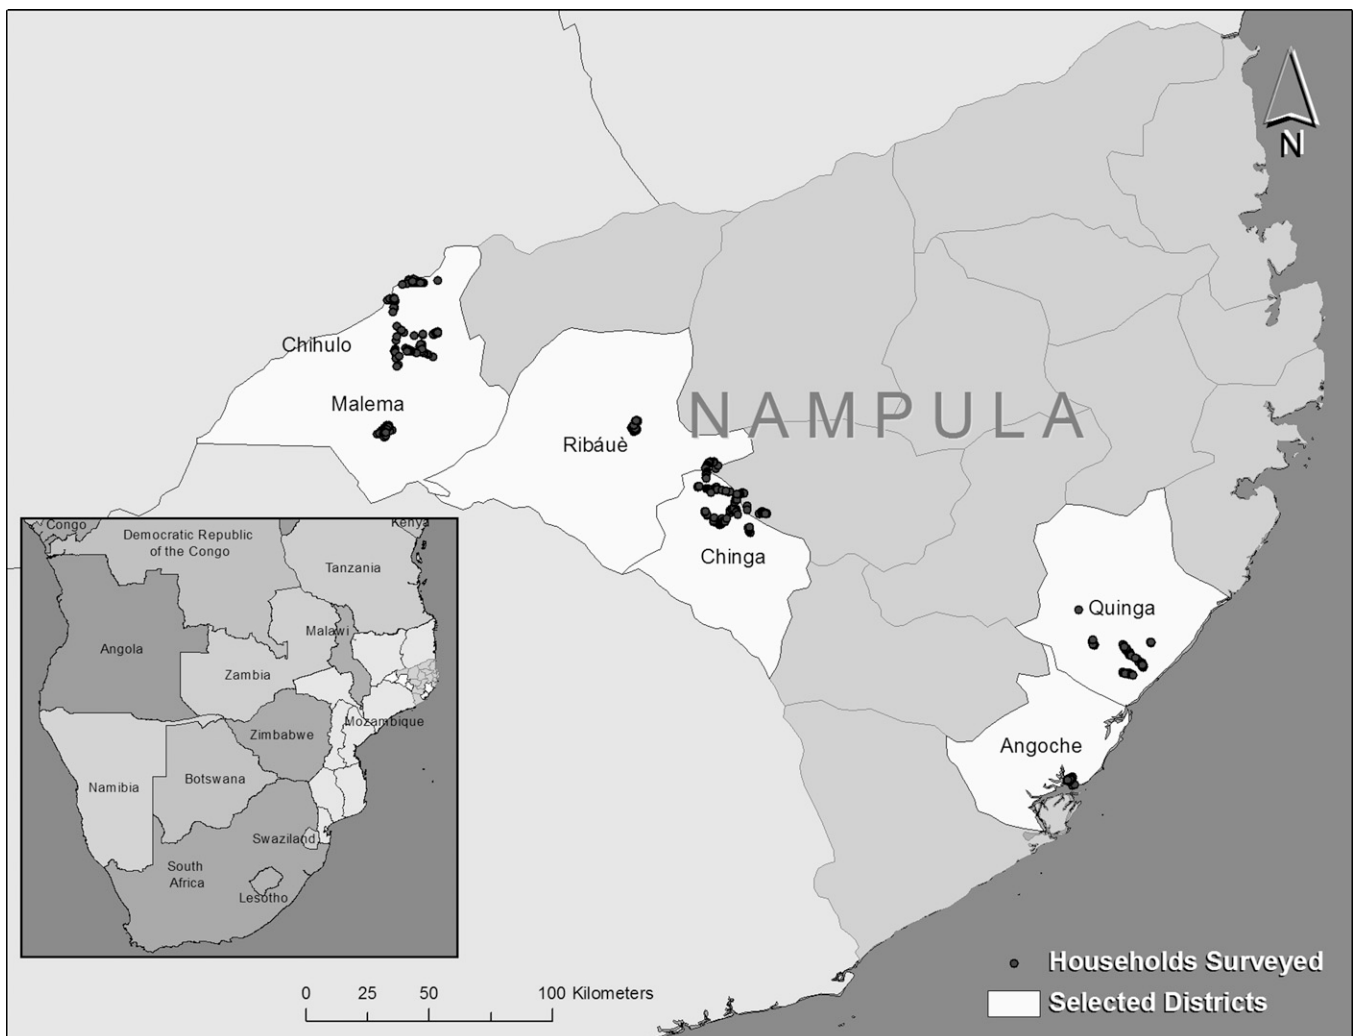 N
Chihulo
Malema
NAMPULA
Ribáuè
Chinga
Quinga
Angoche
Congo
Democratic Republic
of the Congo
Kenya
Tanzania
Angola
Malawi
Zambia
Mozambique
Zimbabwe
Botswana
Namibia
Swaziland
South
Africa
Lesotho
0 25 50 100 Kilometers
Households Surveyed
Selected Districts